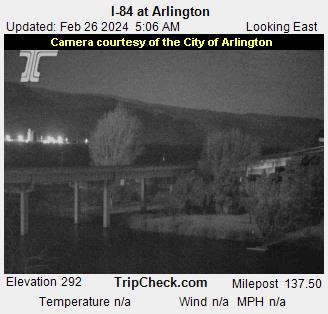 I-84 at Arlington
Updated: Feb 26 2024 5:06 AM Looking East
Camera courtesy of the City of Arlington
Elevation 292 TripCheck.com Milepost 137.50
Temperature n/a Wind n/a MPH n/a